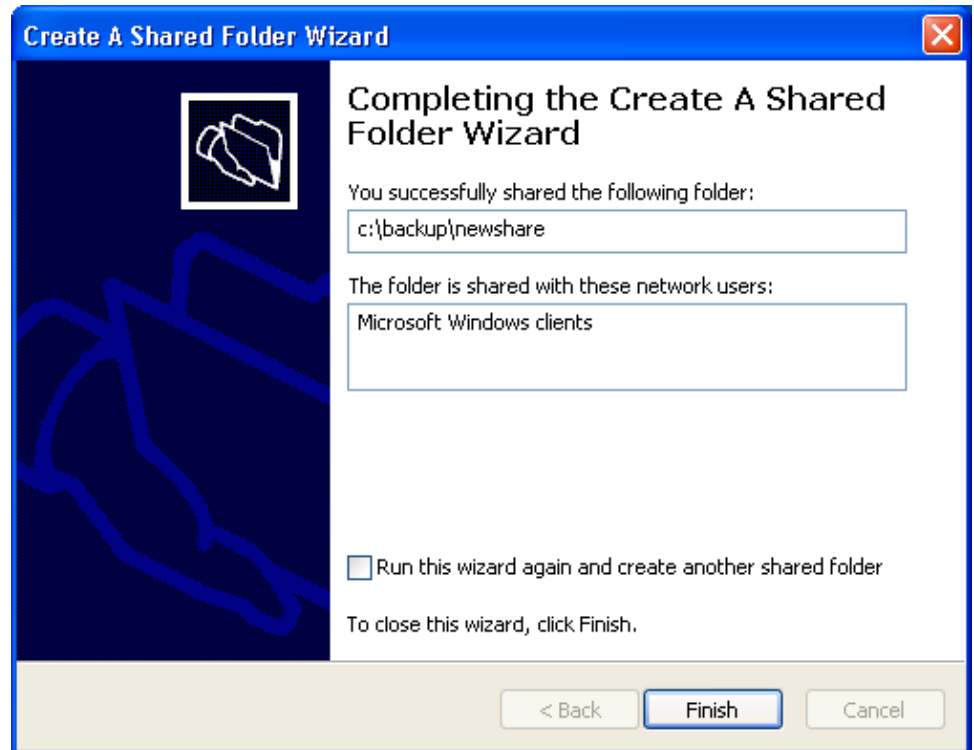 Create A Shared Folder Wizard
Completing the Create A Shared
Folder Wizard
You successfully shared the following folder:
c:\backup\newshare
The folder is shared with these network users:
Microsoft Windows clients
Run this wizard again and create another shared folder
To close this wizard, click Finish.
< Back Finish Cancel